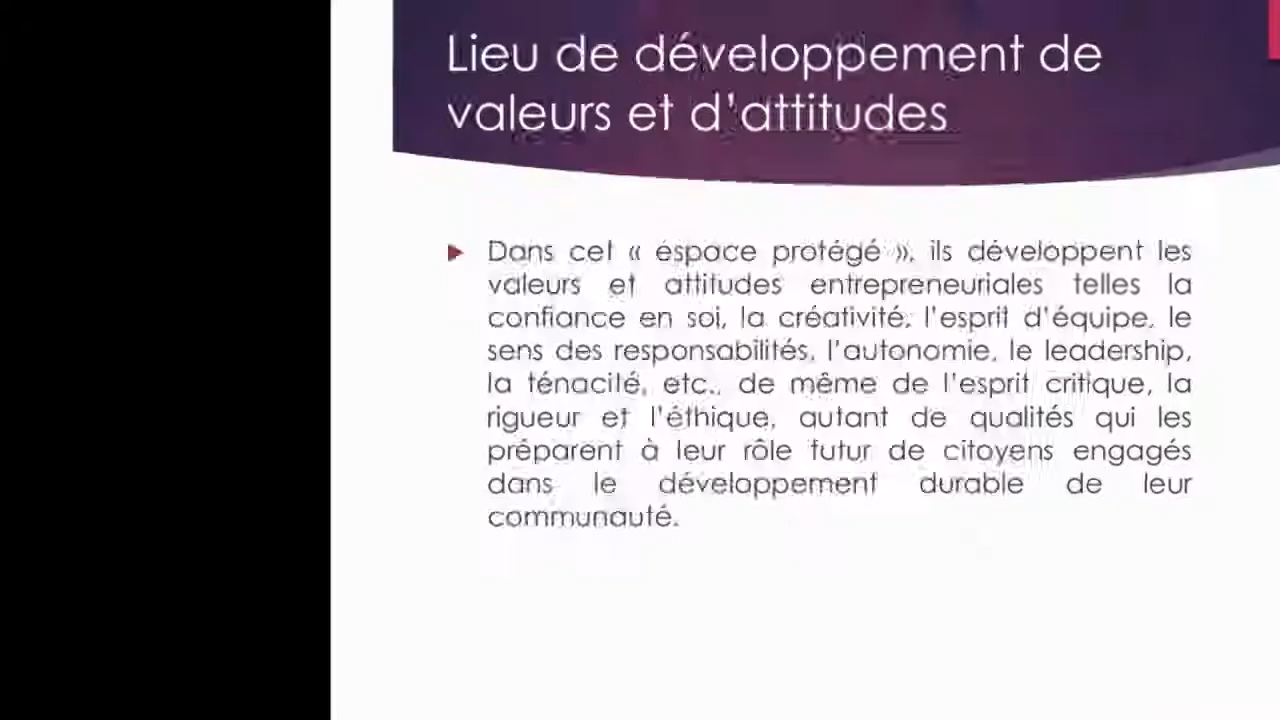 Lieu de développement de
valeurs et d'attitudes
Dans cet « espace protégé », ils développent les
valeurs et attitudes entrepreneuriales telles la
confiance en soi, la créativité, l'esprit d'équipe, le
sens des responsabilités, l'autonomie, le leadership,
la ténacité, etc., de même de l'esprit critique, la
rigueur et l'éthique, autant de qualités qui les
préparent à leur rôle futur de citoyens engagés
dans le développement durable de leur
communauté.